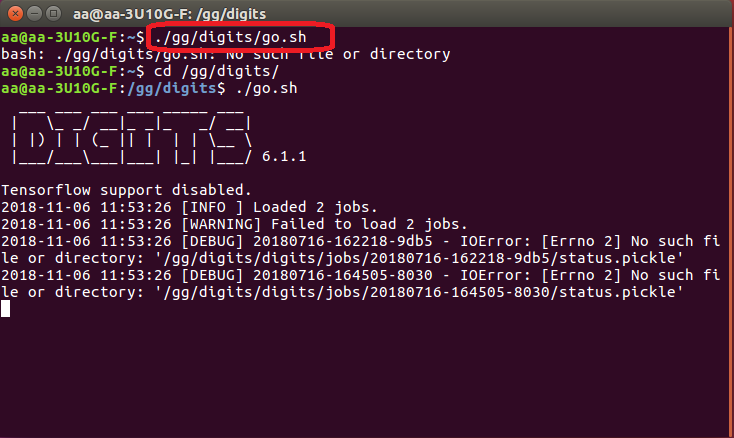 aa@aa-3U10G-F: /gg/digits
aa@aa-3U10G-F:~$ ./gg/digits/go.sh
bash: ./gg/digits/go.sh: No such file or directory
aa@aa-3U10G-F:~$ cd /gg/digits/
aa@aa-3U10G-F:/gg/digits$ ./go.sh
  ___ ___ ___ ___ _____ ___
 |   \_ _/ __|_ _|_   _/ __|
 | |) | | (_ || |  | | \__ \
 |___/___\___|___| |_| |___/ 6.1.1
Tensorflow support disabled.
2018-11-06 11:53:26 [INFO ] Loaded 2 jobs.
2018-11-06 11:53:26 [WARNING] Failed to load 2 jobs.
2018-11-06 11:53:26 [DEBUG] 20180716-162218-9db5 - IOError: [Errno 2] No such fi
le or directory: '/gg/digits/digits/jobs/20180716-162218-9db5/status.pickle'
2018-11-06 11:53:26 [DEBUG] 20180716-164505-8030 - IOError: [Errno 2] No such fi
le or directory: '/gg/digits/digits/jobs/20180716-164505-8030/status.pickle'